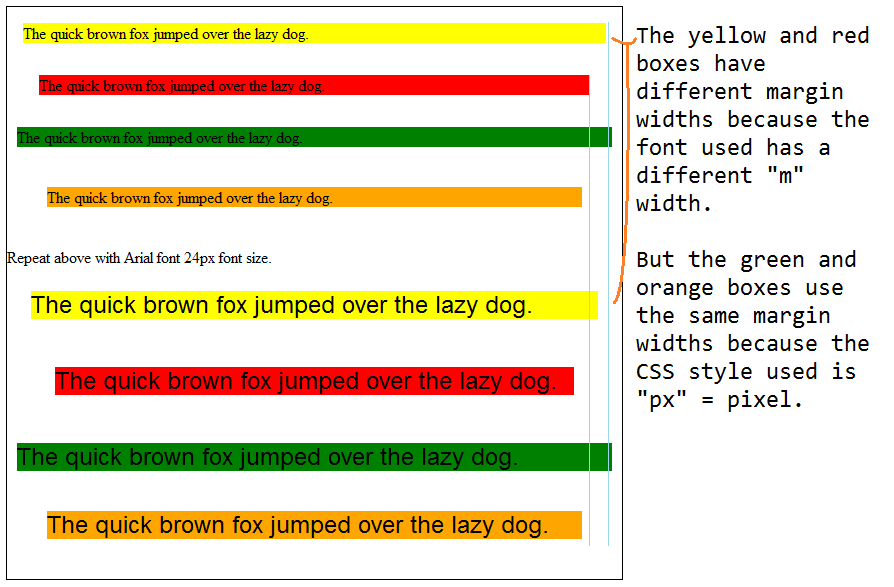 The quick brown fox jumped over the lazy dog.
The quick brown fox jumped over the lazy dog.
The quick brown fox jumped over the lazy dog.
The quick brown fox jumped over the lazy dog.
Repeat above with Arial font 24px font size.
The quick brown fox jumped over the lazy dog.
The quick brown fox jumped over the lazy dog.
The quick brown fox jumped over the lazy dog.
The quick brown fox jumped over the lazy dog.
The yellow and red
boxes have
different margin
widths because the
font used has a
different "m"
width.
But the green and
orange boxes use
the same margin
widths because the
CSS style used is
"px" = pixel.